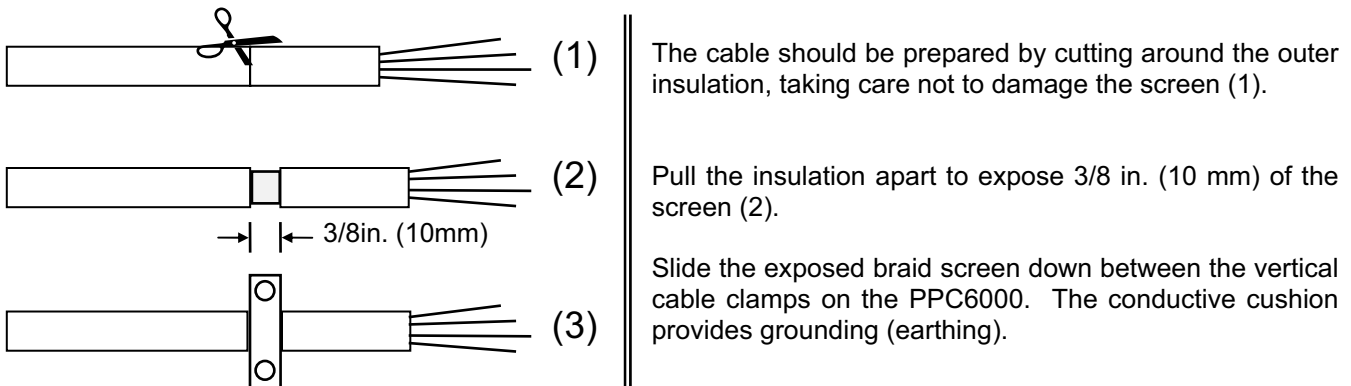 (1)
The cable should be prepared by cutting around the outer
insulation, taking care not to damage the screen (1).
(2)
Pull the insulation apart to expose 3/8 in. (10 mm) of the
screen (2).
3/8in. (10mm)
Slide the exposed braid screen down between the vertical
cable clamps on the PPC6000.  The conductive cushion
provides grounding (earthing).
(3)